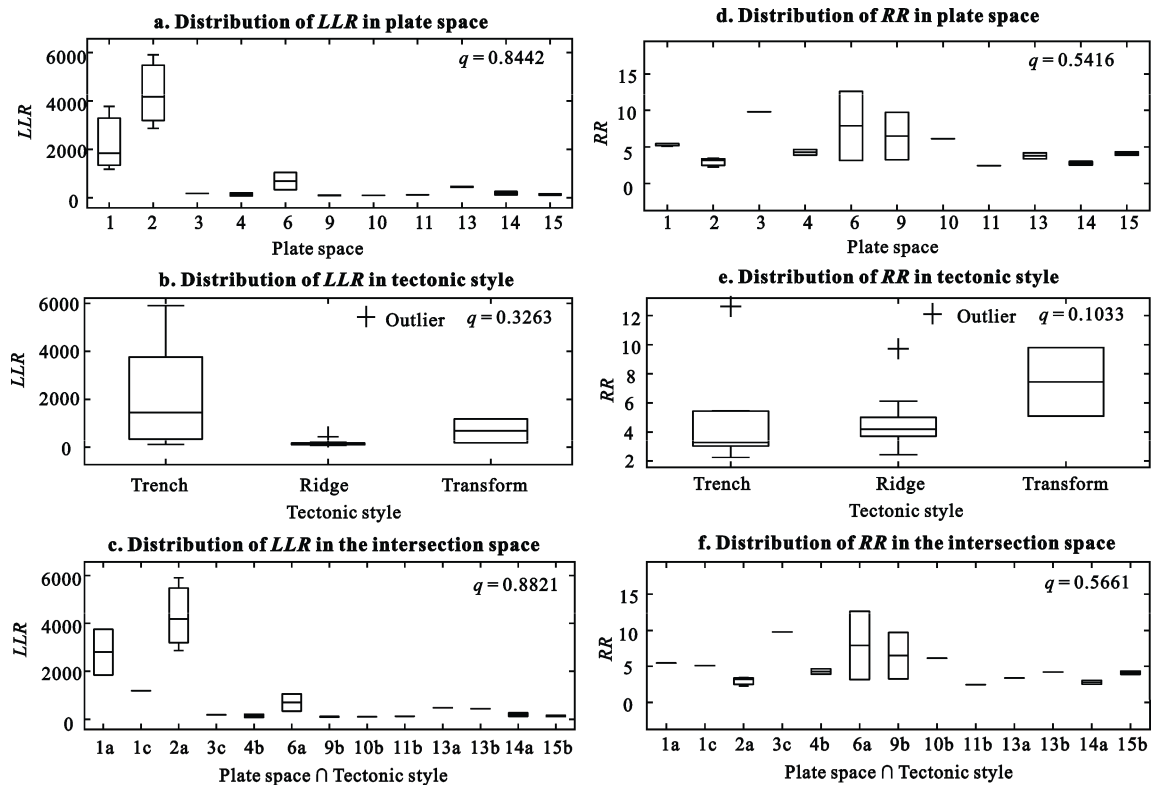 a. Distribution of LLR in plate space
q = 0.8442
6000
4000
2000
0
LLR
1 2 3 4 6 9 10 11 13 14 15
Plate space
b. Distribution of LLR in tectonic style
Outlier q = 0.3263
6000
4000
2000
0
LLR
Trench Ridge Transform
Tectonic style
c. Distribution of LLR in the intersection space
q = 0.8821
6000
4000
2000
0
LLR
1a 1c 2a 3c 4b 6a 9b 10b 11b 13a 13b 14a 15b
Plate space ∩ Tectonic style
d. Distribution of RR in plate space
q = 0.5416
15
10
5
0
RR
1 2 3 4 6 9 10 11 13 14 15
Plate space
e. Distribution of RR in tectonic style
Outlier q = 0.1033
12
10
8
6
4
2
RR
Trench Ridge Transform
Tectonic style
f. Distribution of RR in the intersection space
q = 0.5661
15
10
5
0
RR
1a 1c 2a 3c 4b 6a 9b 10b 11b 13a 13b 14a 15b
Plate space ∩ Tectonic style